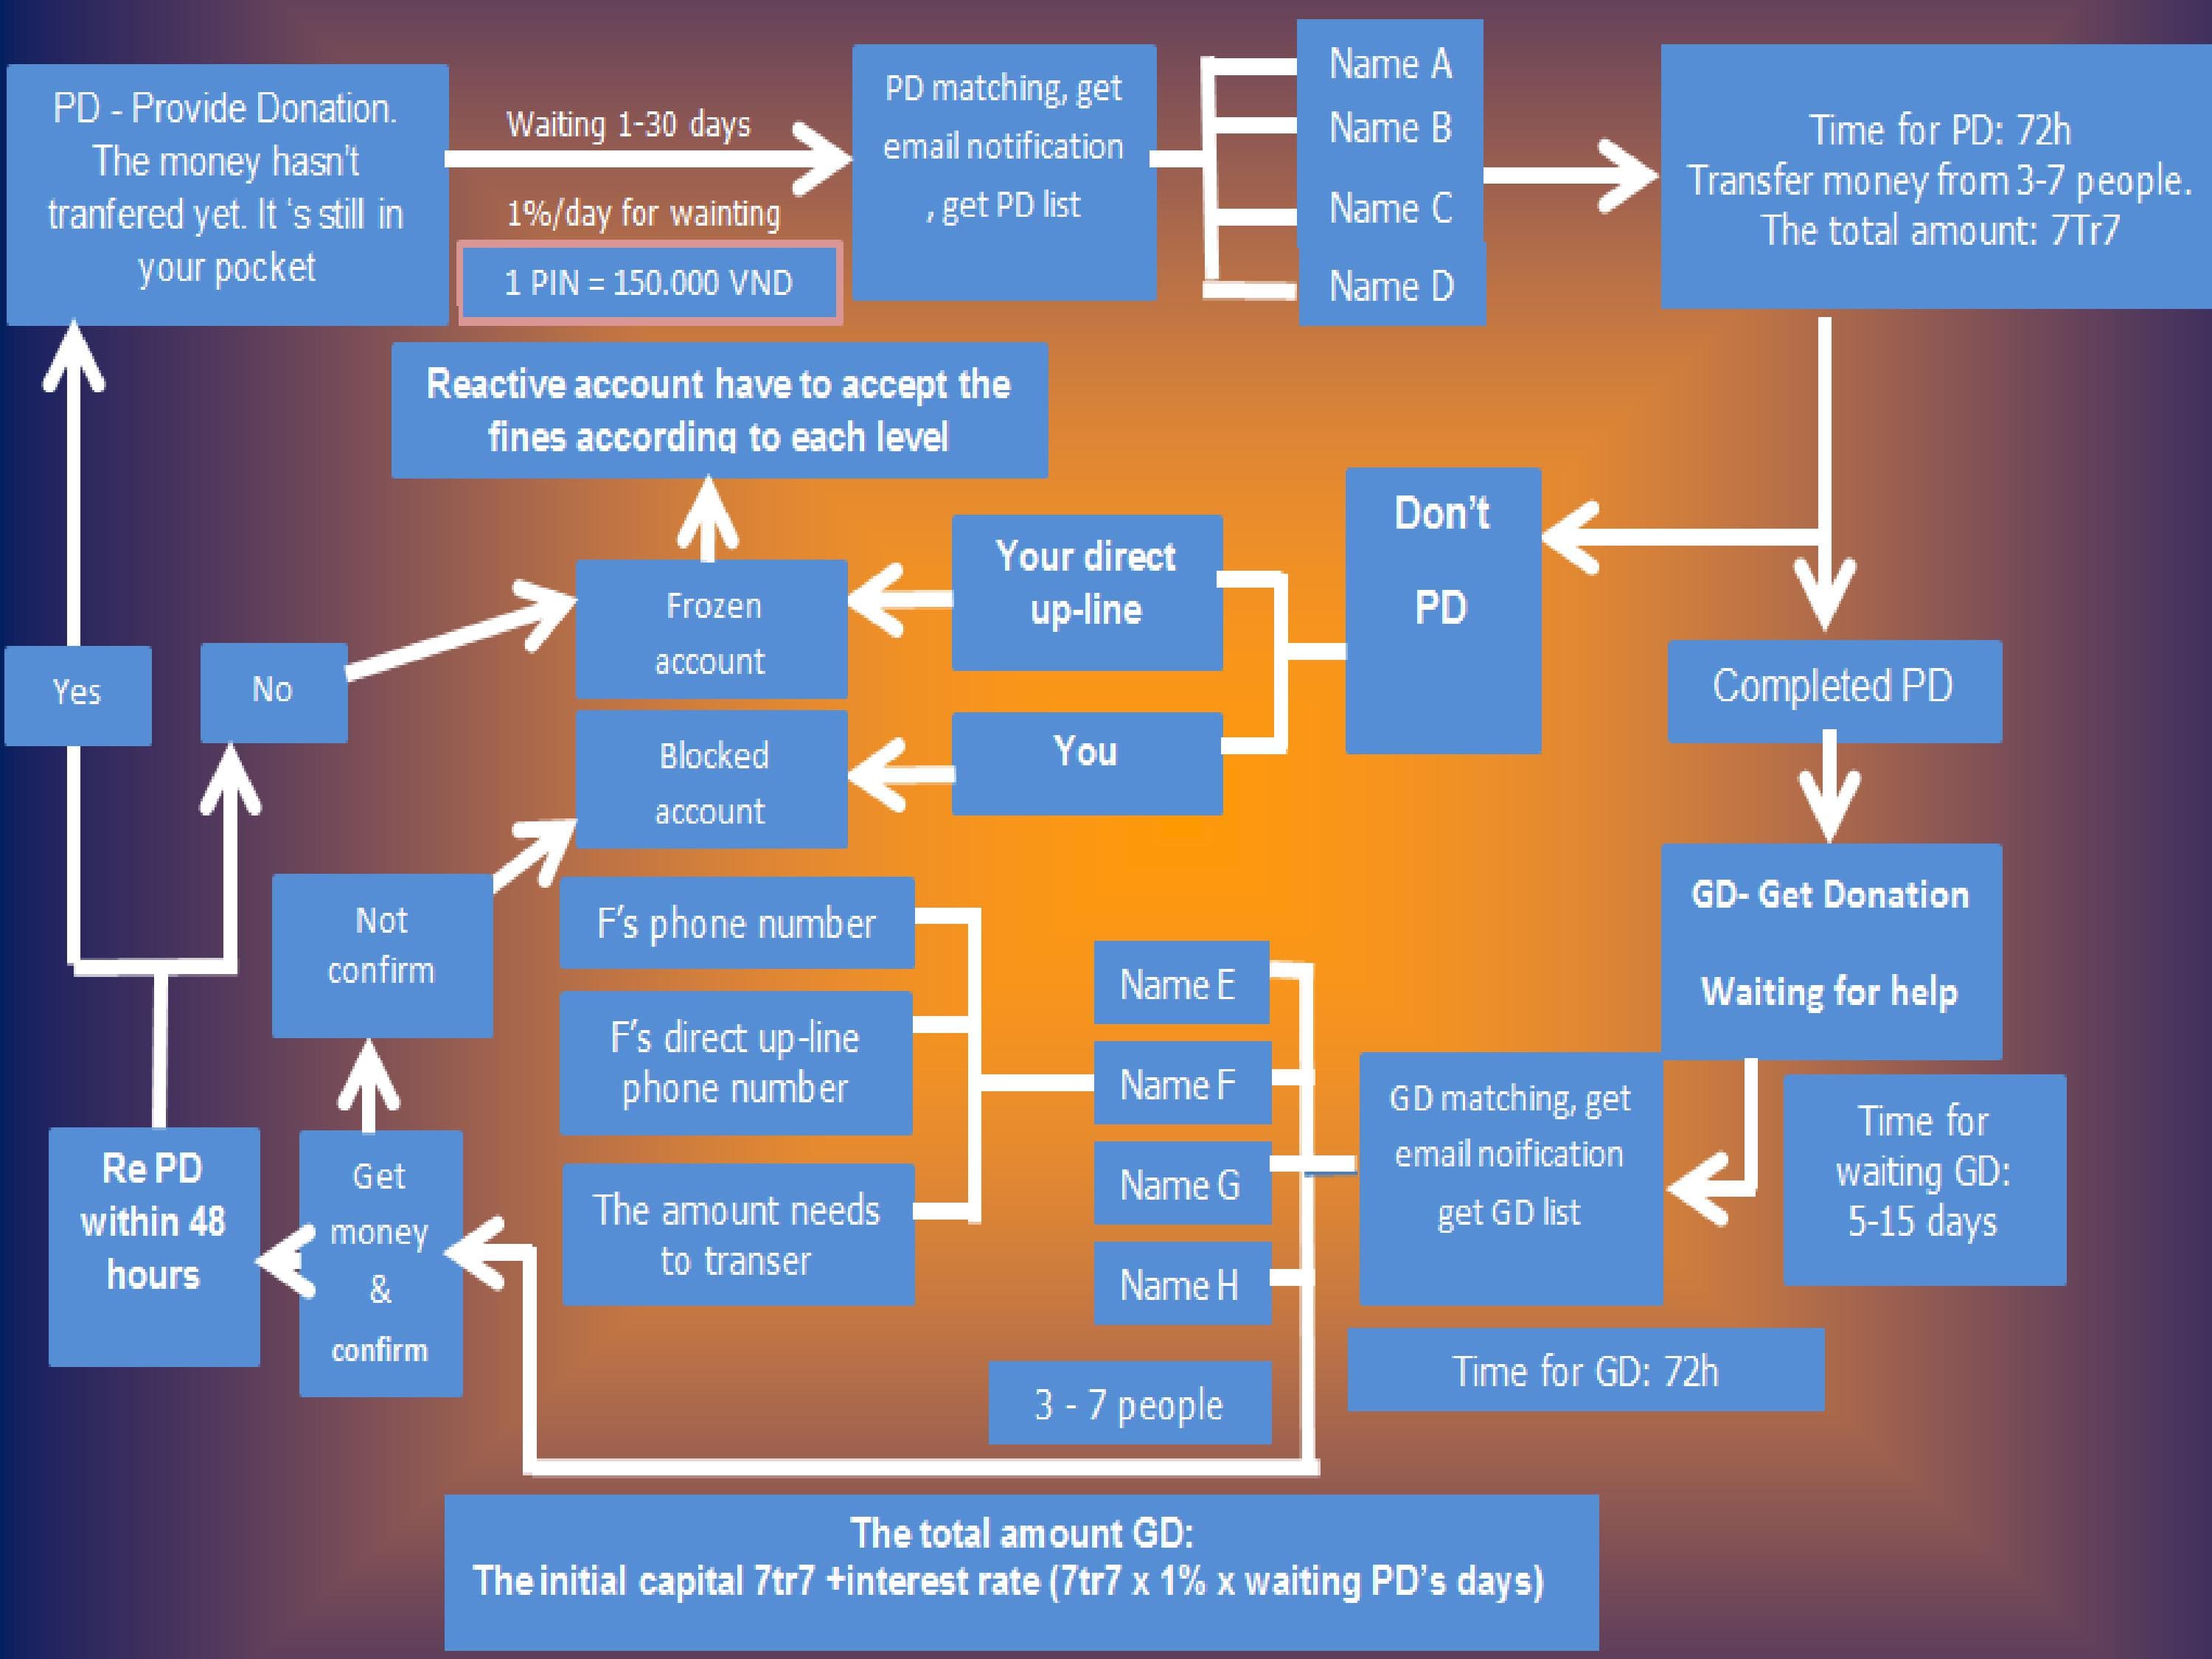 PD - Provide Donation.
The money hasn't
tranfered yet. It 's still in
your pocket
Waiting 1-30 days
1%/day for wainting
1 PIN = 150.000 VND
PD matching, get
email notification
, get PD list
Name A
Name B
Name C
Name D
Time for PD: 72h
Transfer money from 3-7 people.
The total amount: 7Tr7
Reactive account have to accept the
fines according to each level
Don't
PD
Your direct
up-line
You
Frozen
account
Blocked
account
Yes
No
Completed PD
GD- Get Donation
Waiting for help
Not
confirm
F's phone number
F's direct up-line
phone number
The amount needs
to transer
Name E
Name F
Name G
Name H
GD matching, get
email noification
get GD list
Time for
waiting GD:
5-15 days
Re PD
within 48
hours
Get
money
&
confirm
3 - 7 people
Time for GD: 72h
The total amount GD:
The initial capital 7tr7 +interest rate (7tr7 x 1% x waiting PD's days)